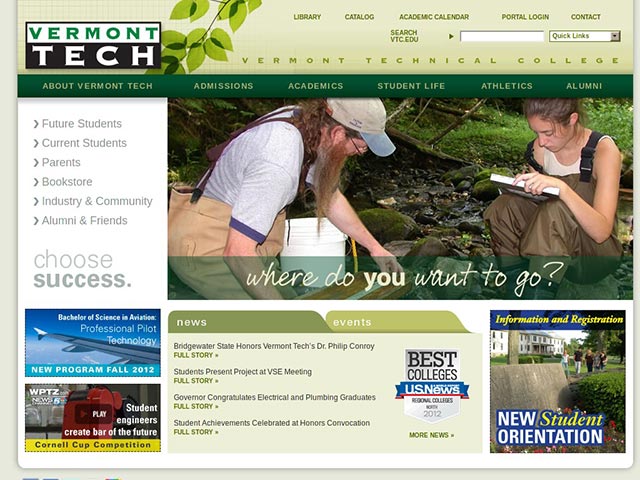 LIBRARY
CATALOG
ACADEMIC CALENDAR
PORTAL LOGIN
CONTACT
VERMONT
TECH
SEARCH
VTC.EDU
Quick Links
VERMONT TECHNICAL COLLEGE
ABOUT VERMONT TECH
ADMISSIONS
ACADEMICS
STUDENT LIFE
ATHLETICS
ALUMNI
Future Students
Current Students
Parents
Bookstore
Industry & Community
Alumni & Friends
choose
success.
where do you want to go?
Bachelor of Science in Aviation:
Professional Pilot
Technology
NEW PROGRAM FALL 2012
WPTZ
NEWS 5
PLAY
Student
engineers
create bar of the future
Cornell Cup Competition
news
events
Bridgewater State Honors Vermont Tech's Dr. Philip Conroy
FULL STORY »
Students Present Project at VSE Meeting
FULL STORY »
Governor Congratulates Electrical and Plumbing Graduates
FULL STORY »
Student Achievements Celebrated at Honors Convocation
FULL STORY »
BEST
COLLEGES
U.S.News
REGIONAL COLLEGES
NORTH
2012
MORE NEWS »
Information and Registration
NEW Student
ORIENTATION